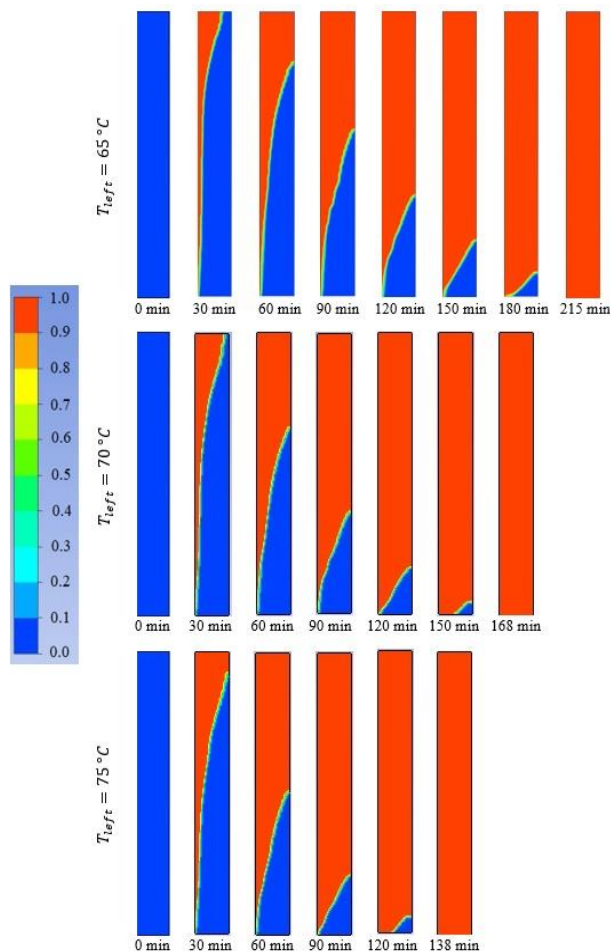 T_left = 65 °C
0 min 30 min 60 min 90 min 120 min 150 min 180 min 215 min
1.0
0.9
0.8
0.7
0.6
0.5
0.4
0.3
0.2
0.1
0.0
T_left = 70 °C
0 min 30 min 60 min 90 min 120 min 150 min 168 min
T_left = 75 °C
0 min 30 min 60 min 90 min 120 min 138 min